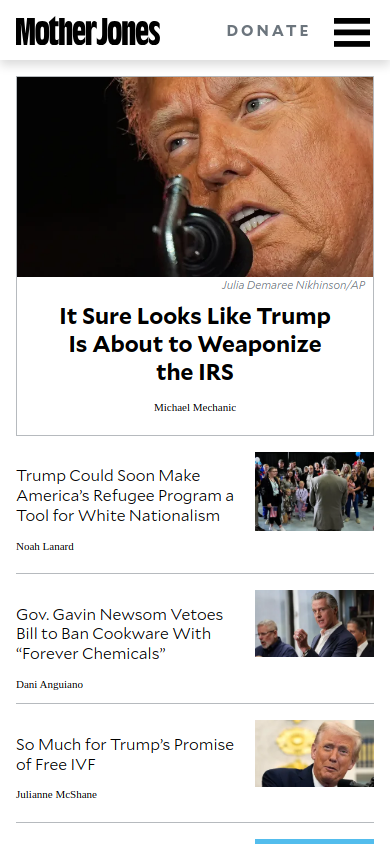 Mother Jones
DONATE
Julia Demaree Nikhinson/AP
It Sure Looks Like Trump
Is About to Weaponize
the IRS
Michael Mechanic
Trump Could Soon Make
America’s Refugee Program a
Tool for White Nationalism
Noah Lanard
Gov. Gavin Newsom Vetoes
Bill to Ban Cookware With
“Forever Chemicals”
Dani Anguiano
So Much for Trump’s Promise
of Free IVF
Julianne McShane